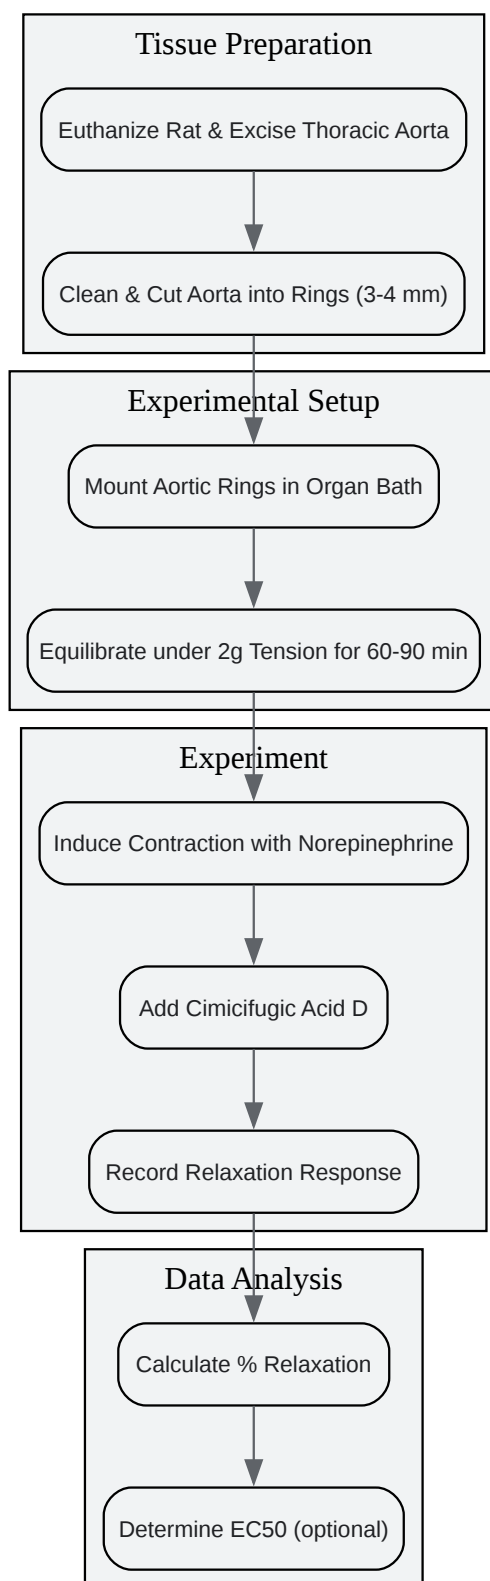 Tissue Preparation
Euthanize Rat & Excise Thoracic Aorta
Clean & Cut Aorta into Rings (3-4 mm)
Experimental Setup
Mount Aortic Rings in Organ Bath
Equilibrate under 2g Tension for 60-90 min
Experiment
Induce Contraction with Norepinephrine
Add Cimicifugic Acid D
Record Relaxation Response
Data Analysis
Calculate % Relaxation
Determine EC50 (optional)